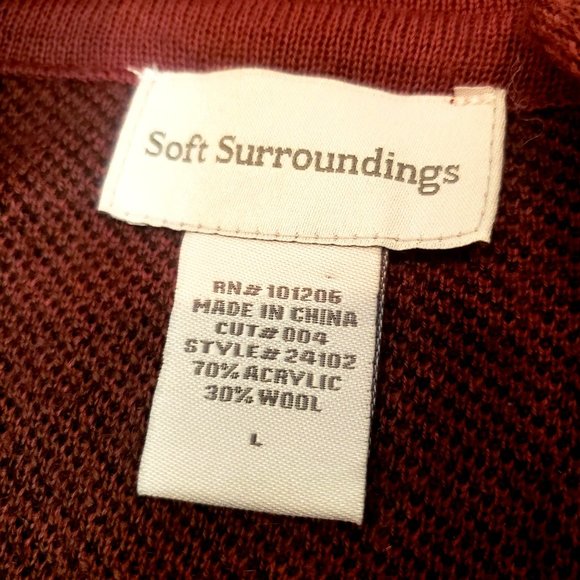 Soft Surroundings
RN# 101206
MADE IN CHINA
CUT# 004
STYLE# 24102
70% ACRYLIC
30% WOOL
L